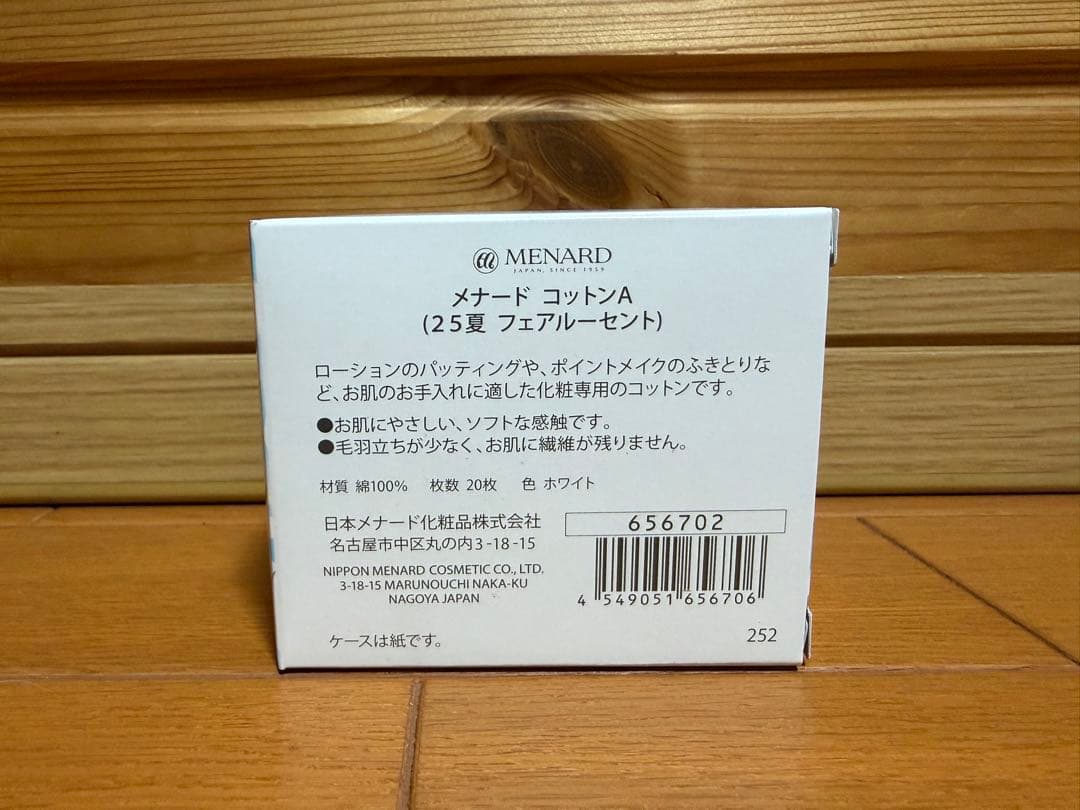 MENARD
JAPAN, SINCE 1959
メナード コットンA
(25夏 フェアルーセント)
ローションのパッティングや、ポイントメイクのふきとりな
ど、お肌のお手入れに適した化粧専用のコットンです。
●お肌にやさしい、ソフトな感触です。
●毛羽立ちが少なく、お肌に繊維が残りません。
材質 綿100% 枚数 20枚 色 ホワイト
日本メナード化粧品株式会社
名古屋市中区丸の内3-18-15
NIPPON MENARD COSMETIC CO., LTD.
3-18-15 MARUNOUCHI NAKA-KU
NAGOYA JAPAN
656702
4 549051 656706
ケースは紙です。
252